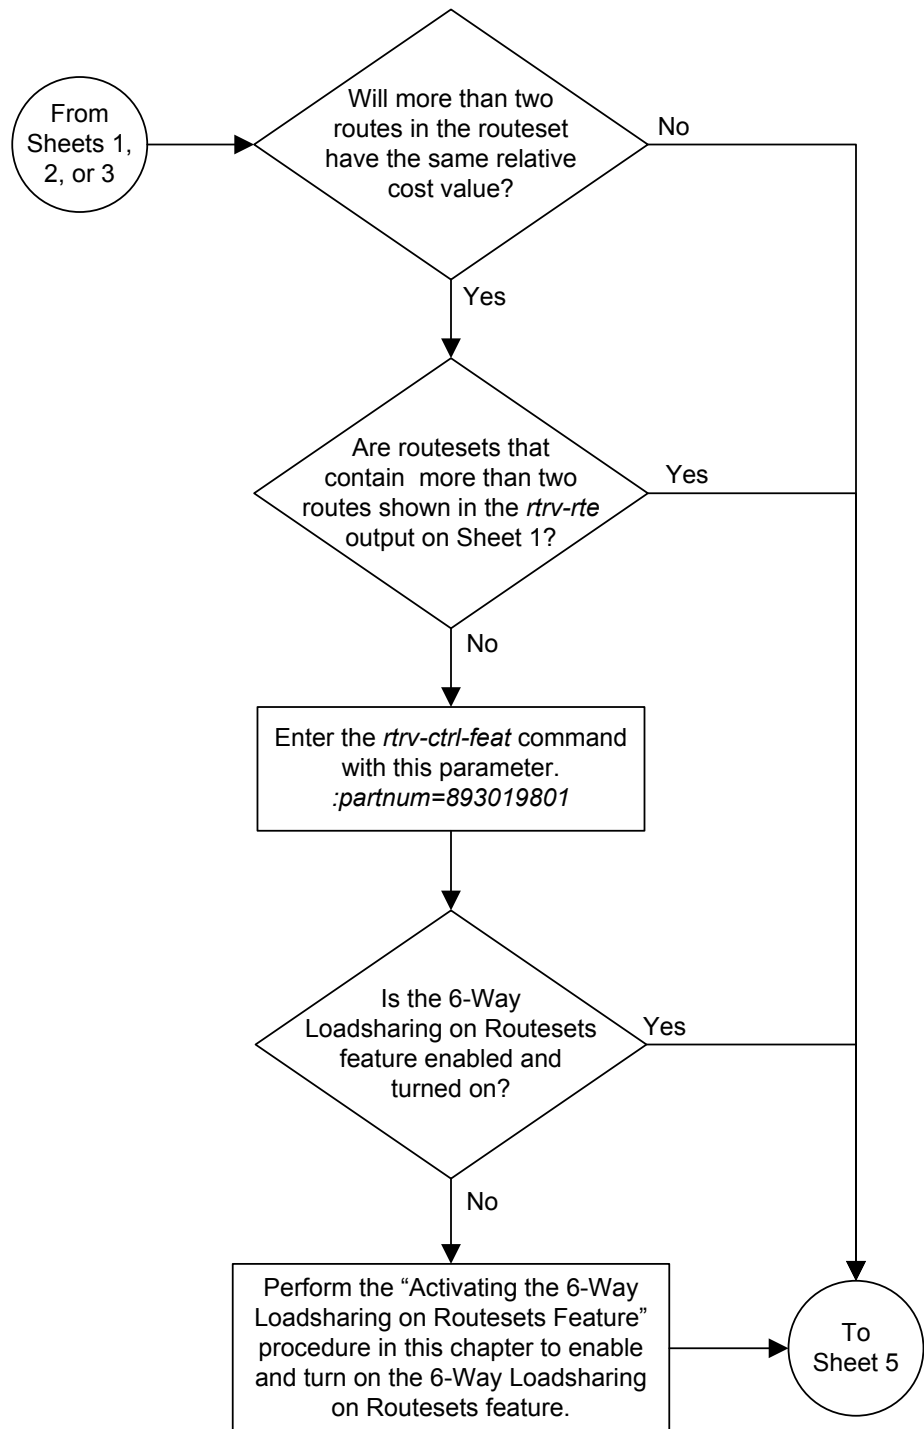 From
Sheets 1,
2, or 3
Will more than two
routes in the routeset
have the same relative
cost value?
No
Yes
Are routesets that
contain  more than two
routes shown in the rtrv-rte
output on Sheet 1?
Yes
No
Enter the rtrv-ctrl-feat command
with this parameter.
:partnum=893019801
Is the 6-Way
Loadsharing on Routesets
feature enabled and
turned on?
Yes
No
Perform the “Activating the 6-Way
Loadsharing on Routesets Feature”
procedure in this chapter to enable
and turn on the 6-Way Loadsharing
on Routesets feature.
To
Sheet 5